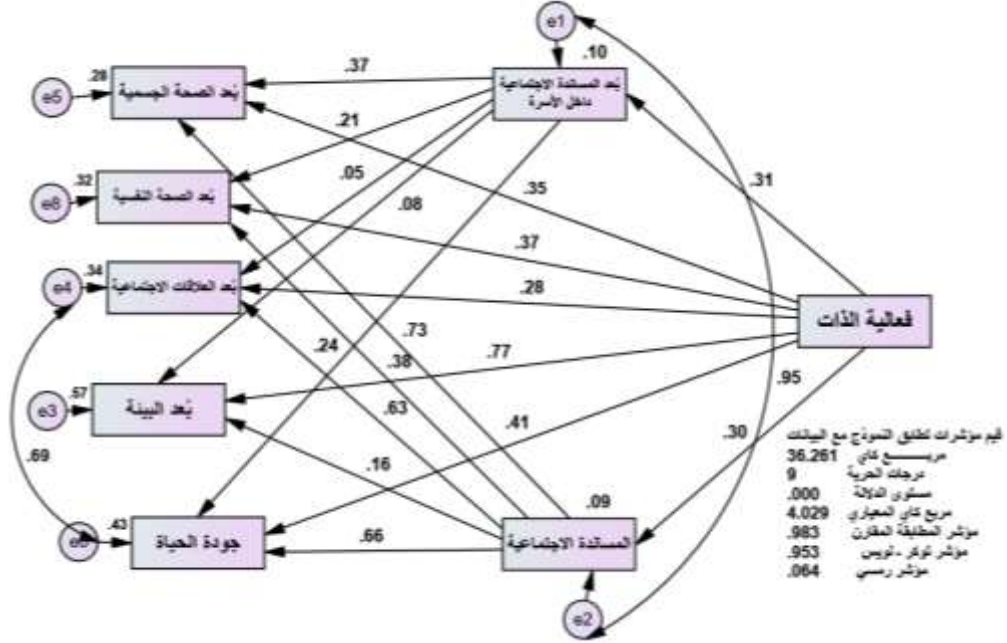 e1
.10
بُعد المساندة الاجتماعية
داخل الأسرة
.28
e5
بُعد الصحة الجسمية
.37
.21
.05
.08
.35
.31
.32
e8
بُعد الصحة النفسية
.37
.34
e4
بُعد العلاقات الاجتماعية
.28
فعالية الذات
.24
.73
.38
.77
.95
.57
e3
بُعد البيئة
.63
.41
.30
.69
.16
.43
جودة الحياة
.66
.09
المساندة الاجتماعية
e2
قيم مؤشرات تطابق النموذج مع البيانات
مربع كاي 36.261
درجات الحرية 9
مستوى الدلالة .000
مربع كاي المعياري 4.029
مؤشر المطابقة المقارن .983
مؤشر توكر - لويس .953
مؤشر رمسي .064